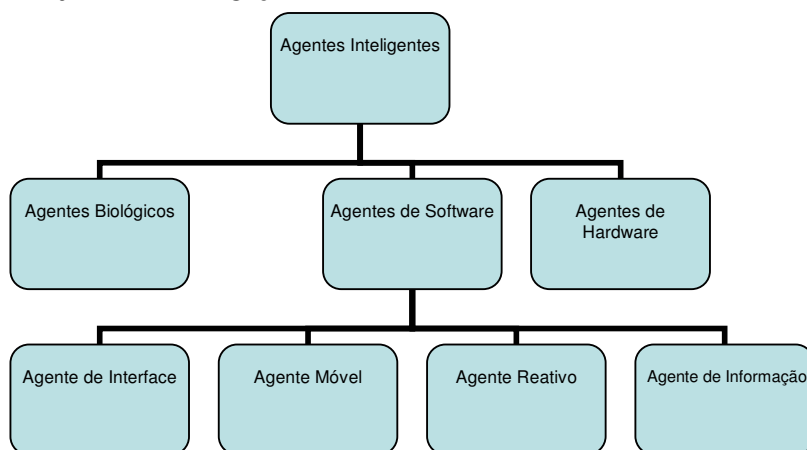 Agentes Inteligentes
Agentes Biológicos
Agentes de Software
Agentes de
Hardware
Agente de Interface
Agente Móvel
Agente Reativo
Agente de Informação